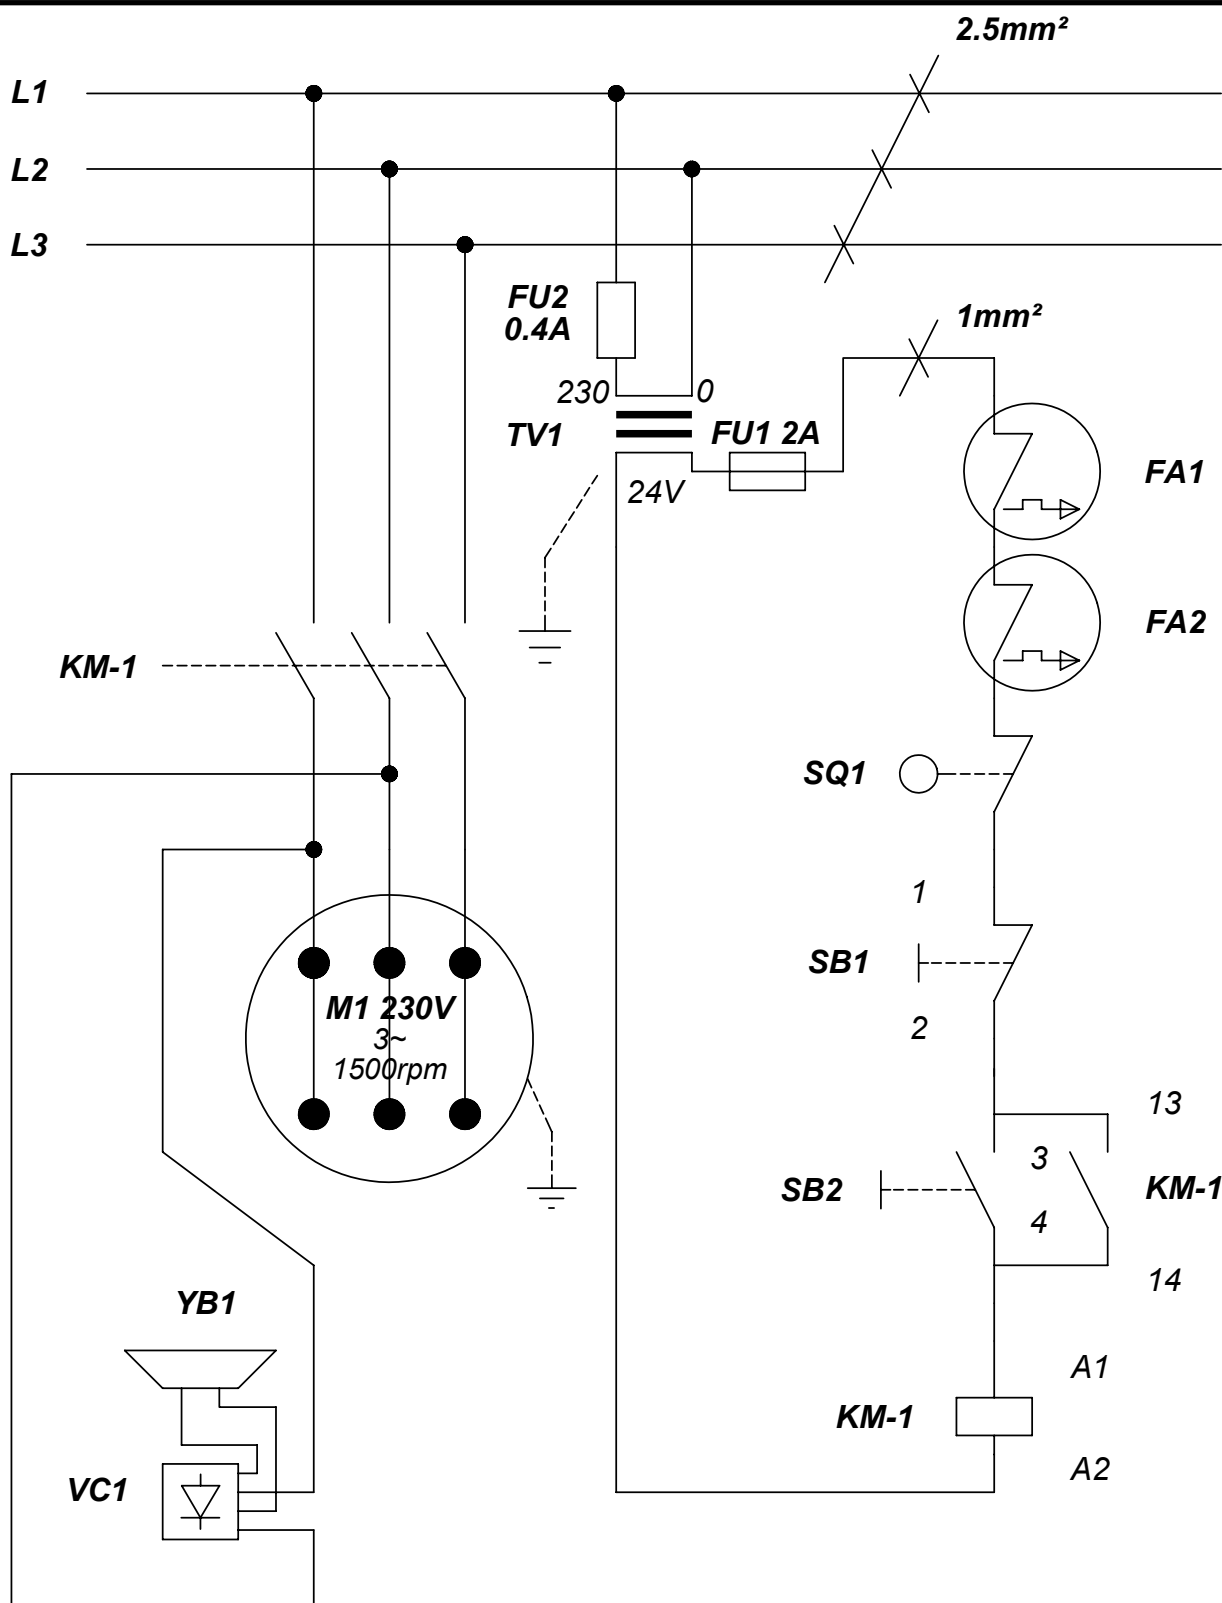 2.5mm²
L1
L2
L3
FU2
0.4A
1mm²
230
0
TV1
FU1 2A
24V
FA1
FA2
KM-1
SQ1
1
SB1
2
M1 230V
3~
1500rpm
13
3
SB2
KM-1
4
14
YB1
A1
KM-1
A2
VC1